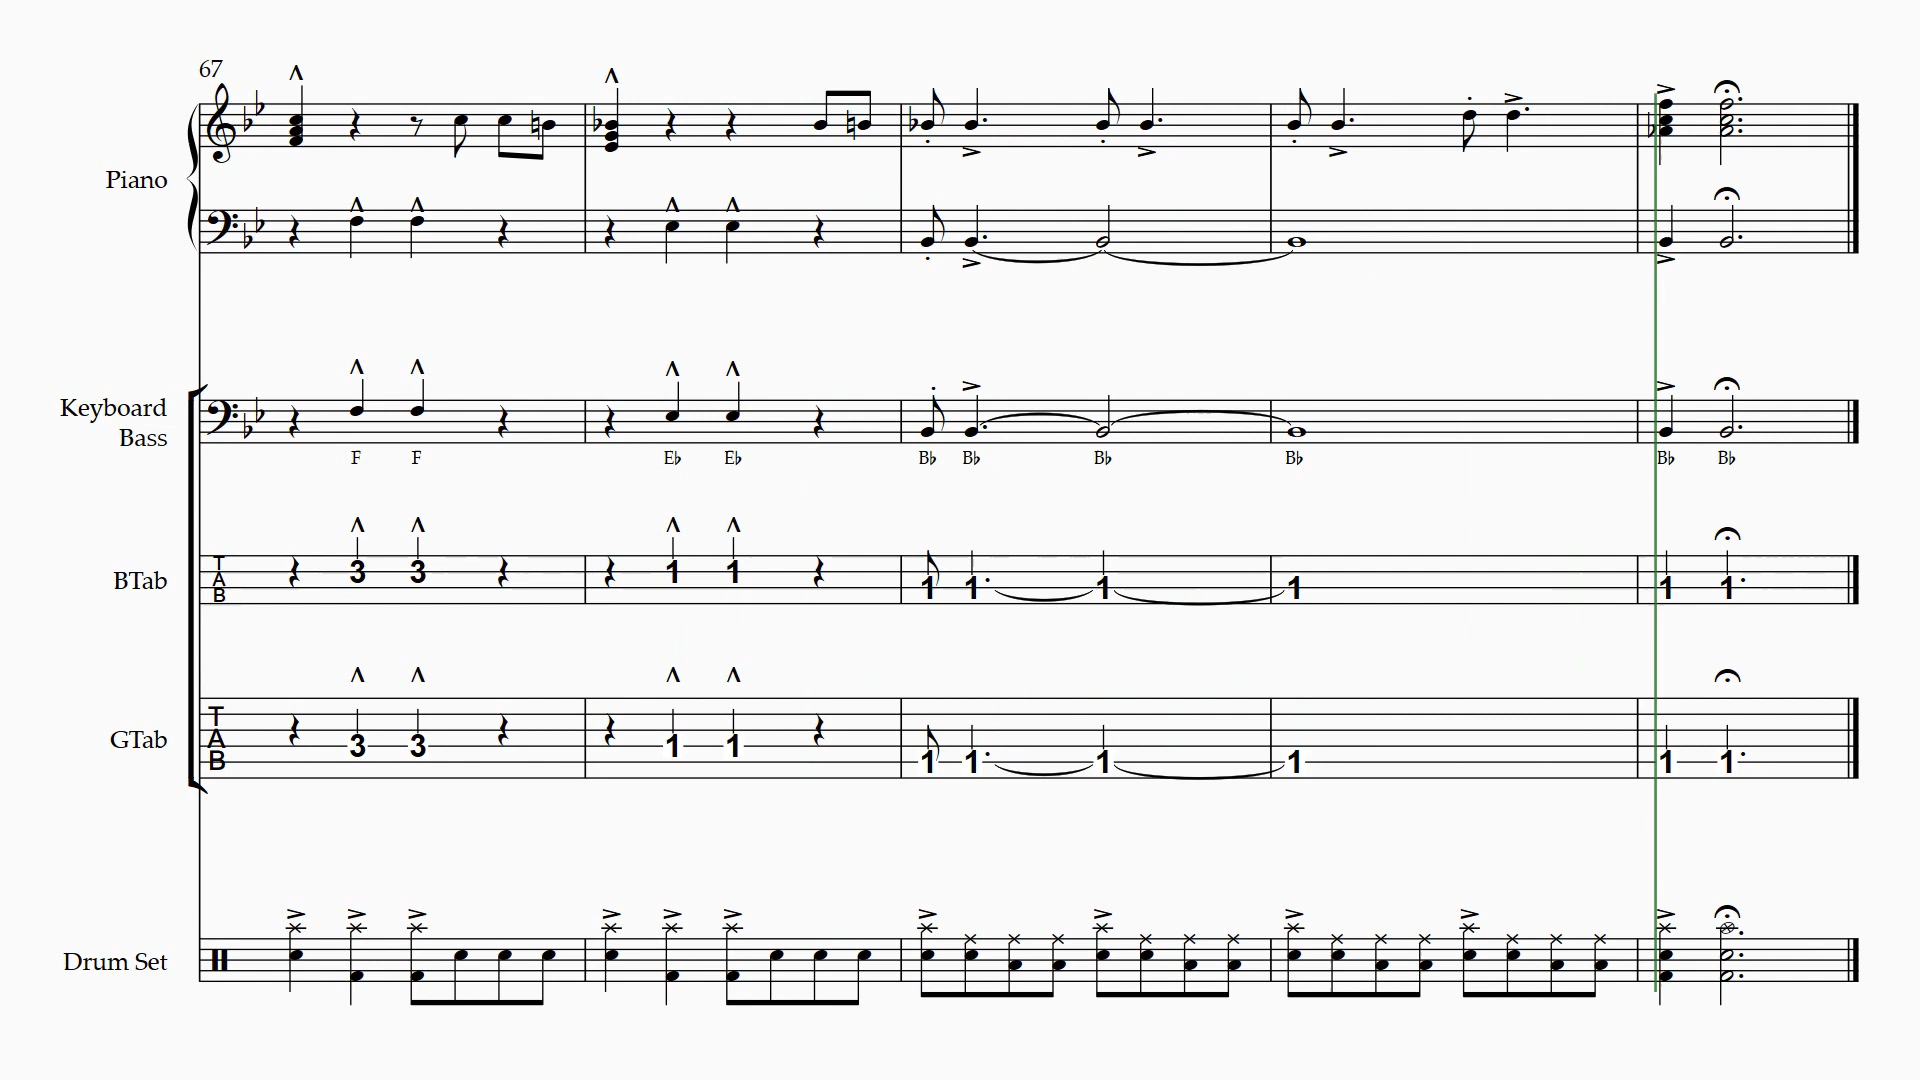 67
Piano
Keyboard
Bass
F F E♭ E♭ B♭ B♭ B♭ B♭ B♭ B♭
T
A
B
BTab
3 3 1 1 1 1 1 1 1 1
T
A
B
GTab
3 3 1 1 1 1 1 1 1 1
Drum Set